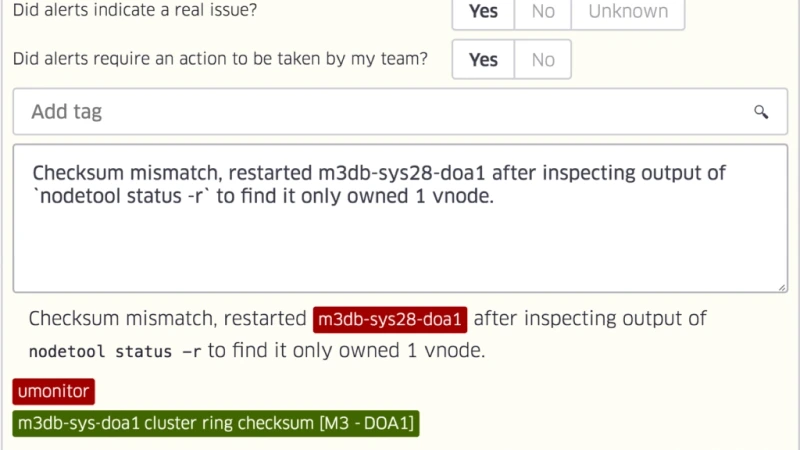 Did alerts indicate a real issue? Yes No Unknown
Did alerts require an action to be taken by my team? Yes No
Add tag
Checksum mismatch, restarted m3db-sys28-doa1 after inspecting output of
`nodetool status -r` to find it only owned 1 vnode.
Checksum mismatch, restarted m3db-sys28-doa1 after inspecting output of
nodetool status -r to find it only owned 1 vnode.
umonitor
m3db-sys-doa1 cluster ring checksum [M3 - DOA1]